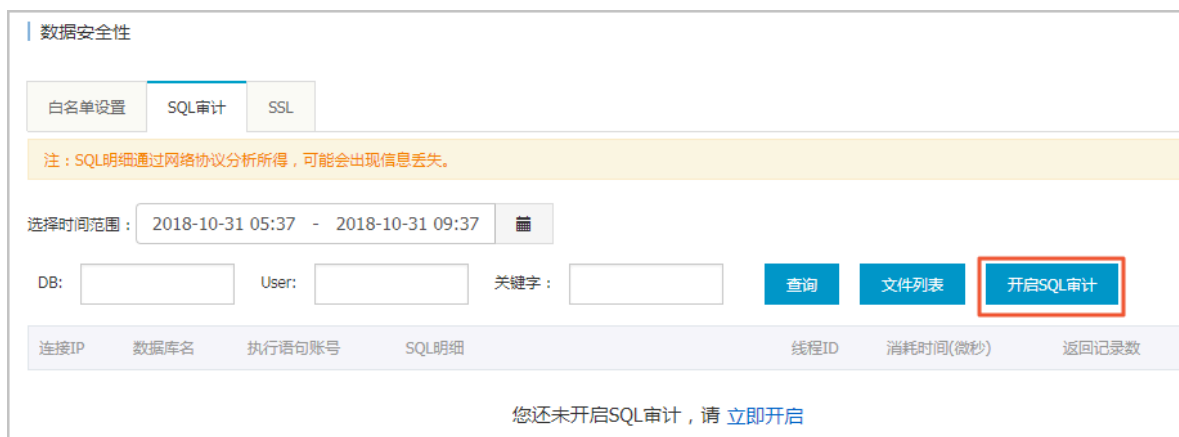 数据安全性
白名单设置 SQL审计 SSL
注：SQL明细通过网络协议分析所得，可能会出现信息丢失。
选择时间范围： 2018-10-31 05:37 - 2018-10-31 09:37
DB: User: 关键字： 查询 文件列表 开启SQL审计
连接IP 数据库名 执行语句账号 SQL明细 线程ID 消耗时间(微秒) 返回记录数
您还未开启SQL审计，请 立即开启